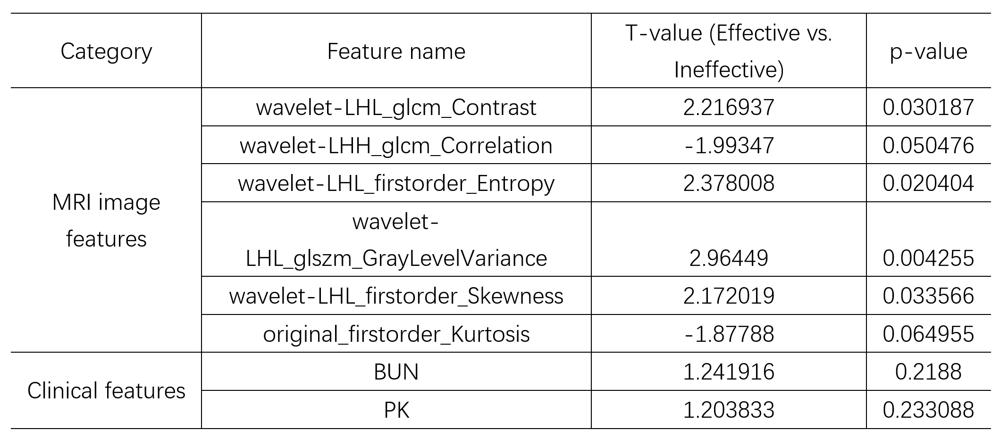 Category Feature name T-value (Effective vs. Ineffective) p-value
MRI image features
wavelet-LHL_glcm_Contrast 2.216937 0.030187
wavelet-LHH_glcm_Correlation -1.99347 0.050476
wavelet-LHL_firstorder_Entropy 2.378008 0.020404
wavelet-
LHL_glszm_GrayLevelVariance 2.96449 0.004255
wavelet-LHL_firstorder_Skewness 2.172019 0.033566
original_firstorder_Kurtosis -1.87788 0.064955
Clinical features
BUN 1.241916 0.2188
PK 1.203833 0.233088